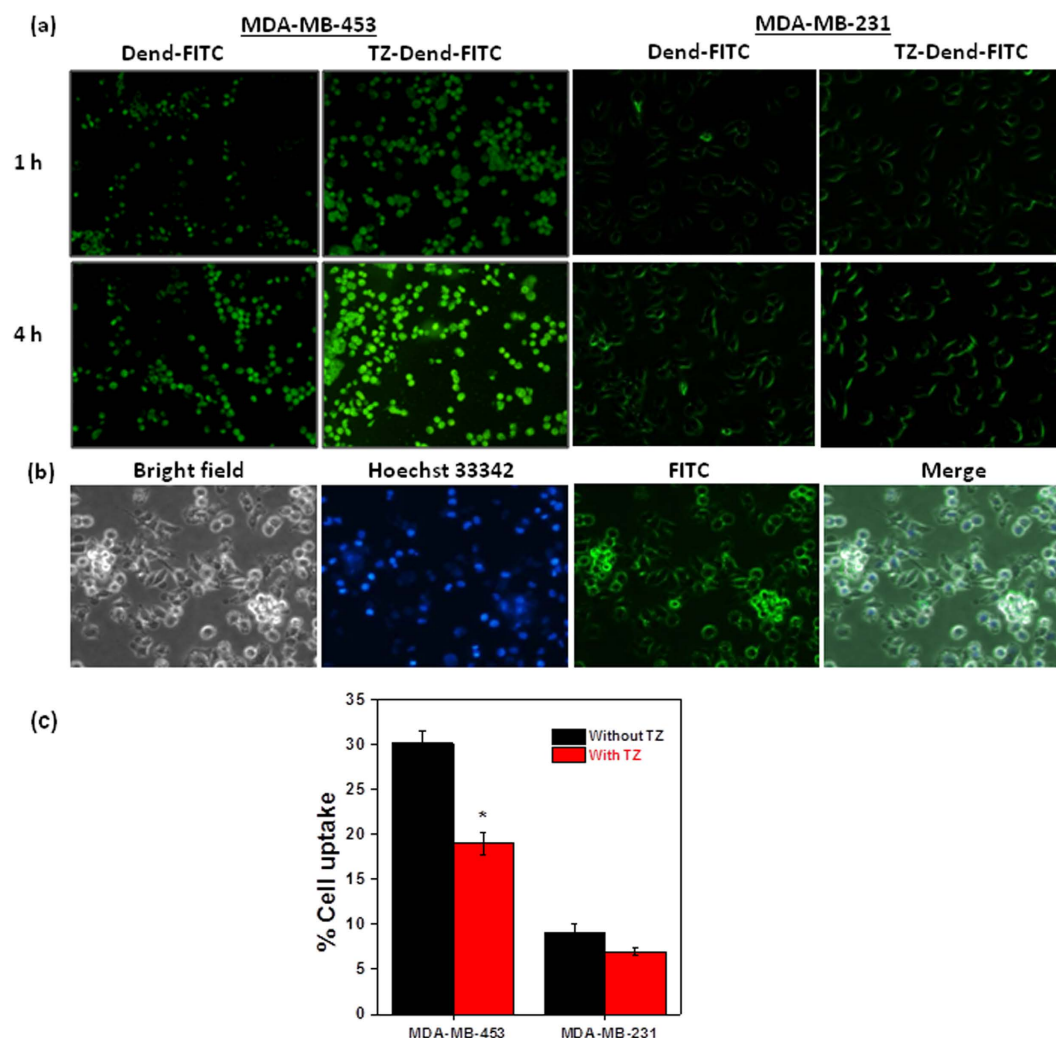 (a)
MDA-MB-453 MDA-MB-231
Dend-FITC TZ-Dend-FITC Dend-FITC TZ-Dend-FITC
1 h
4 h
(b)
Bright field Hoechst 33342 FITC Merge
(c)
35
30
25
20
15
10
5
0
% Cell uptake
Without TZ
With TZ
*
MDA-MB-453 MDA-MB-231